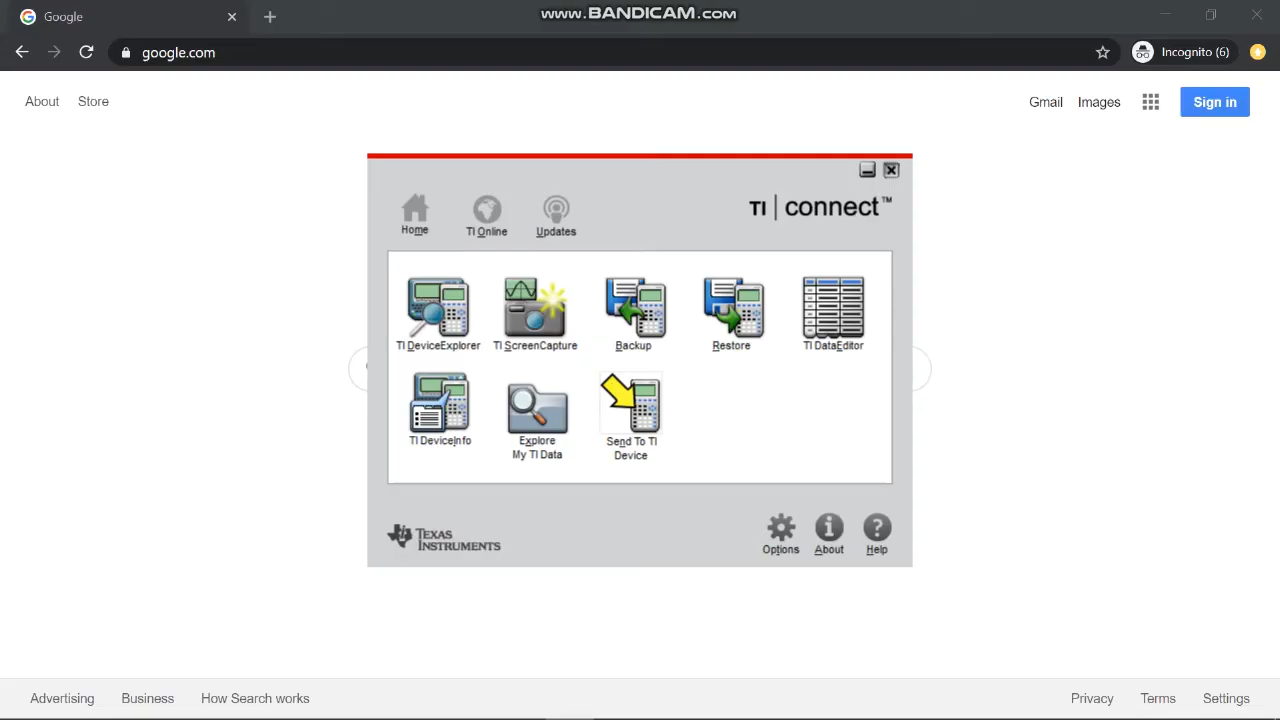 Google
www.BANDICAM.com
google.com
Incognito (6)
About Store
Gmail Images Sign in
TI connect™
Home TI Online Updates
TI DeviceExplorer TI ScreenCapture Backup Restore TI DataEditor
TI DeviceInfo Explore My TI Data Send To TI Device
TEXAS INSTRUMENTS
Options About Help
Advertising Business How Search works
Privacy Terms Settings